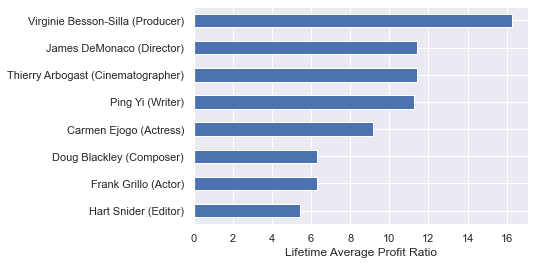 Virginie Besson-Silla (Producer)
James DeMonaco (Director)
Thierry Arbogast (Cinematographer)
Ping Yi (Writer)
Carmen Ejogo (Actress)
Doug Blackley (Composer)
Frank Grillo (Actor)
Hart Snider (Editor)
0 2 4 6 8 10 12 14 16
Lifetime Average Profit Ratio